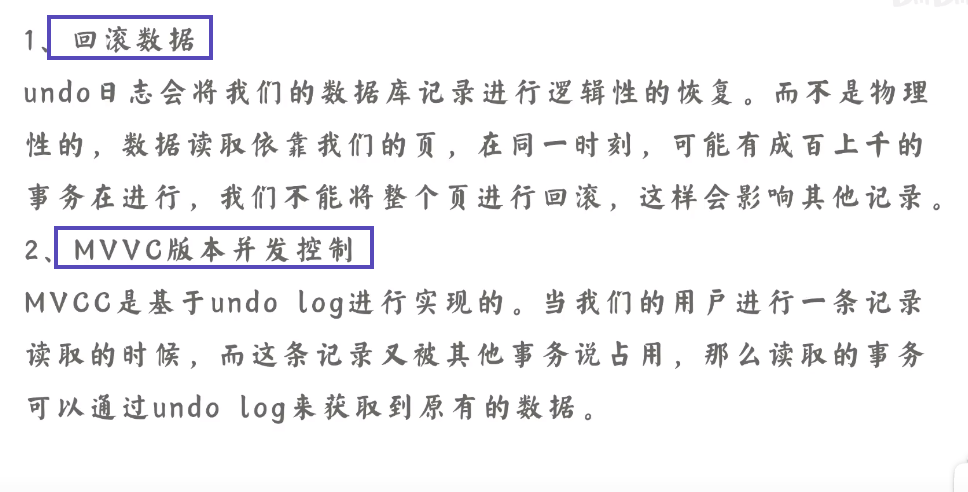 1、回滚数据
undo日志会将我们的数据库记录进行逻辑性的恢复。而不是物理
性的，数据读取依靠我们的页，在同一时刻，可能有成百上千的
事务在进行，我们不能将整个页进行回滚，这样会影响其他记录。
2、MVVC版本并发控制
MVCC是基于undo log进行实现的。当我们的用户进行一条记录
读取的时候，而这条记录又被其他事务说占用，那么读取的事务
可以通过undo log来获取到原有的数据。